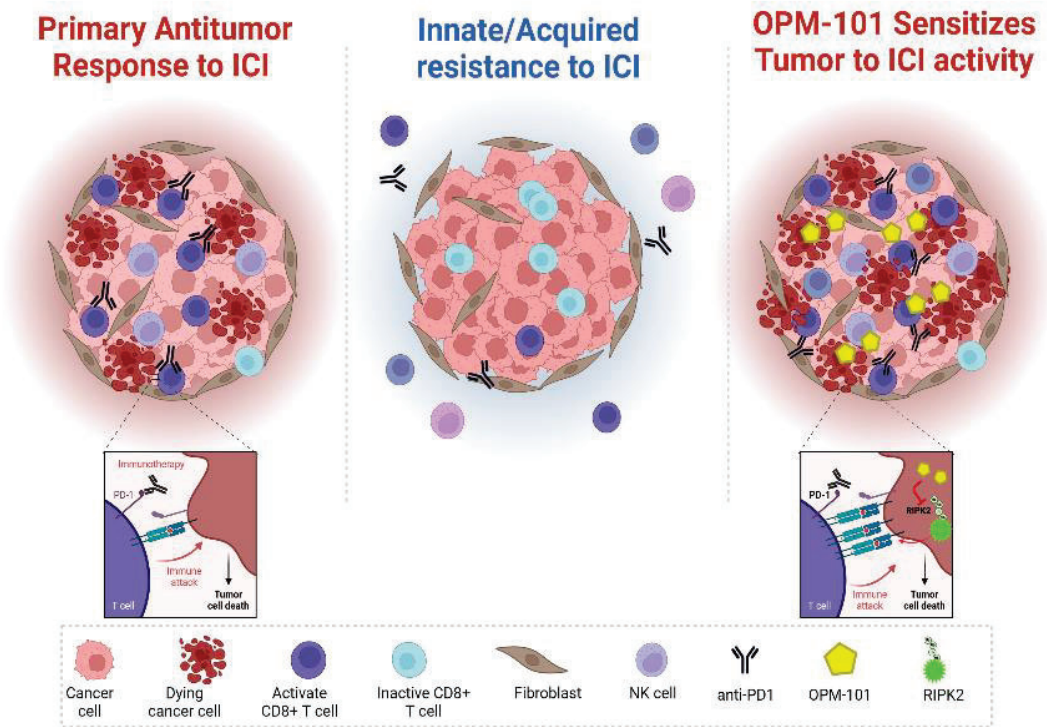 Primary Antitumor
Response to ICI
Innate/Acquired
resistance to ICI
OPM-101 Sensitizes
Tumor to ICI activity
Immunotherapy
PD-1
Immune
attack
T cell
Tumor
cell death
PD-1
RIPK2
Immune
attack
T cell
Tumor
cell death
Cancer
cell
Dying
cancer cell
Activate
CD8+ T cell
Inactive CD8+
T cell
Fibroblast
NK cell
anti-PD1
OPM-101
RIPK2